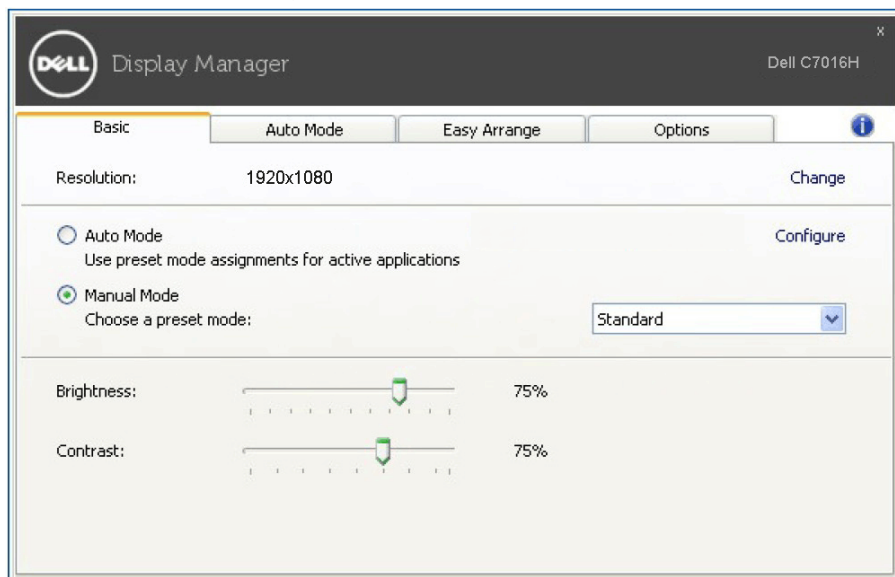 x
DELL Display Manager
Dell C7016H
Basic
Auto Mode
Easy Arrange
Options
i
Resolution: 1920x1080 Change
Auto Mode Configure
Use preset mode assignments for active applications
Manual Mode
Choose a preset mode: Standard
Brightness: 75%
Contrast: 75%